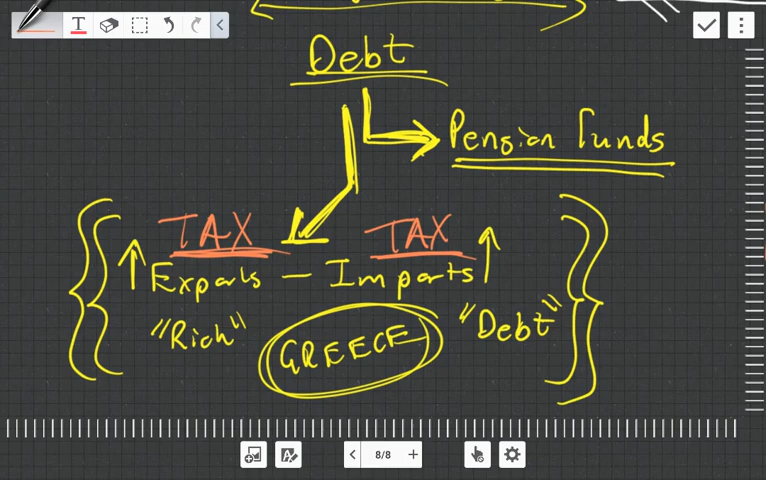 T
Debt
Pension Funds
TAX TAX
Exports - Imports
"Rich" GREECE "Debt"
8/8